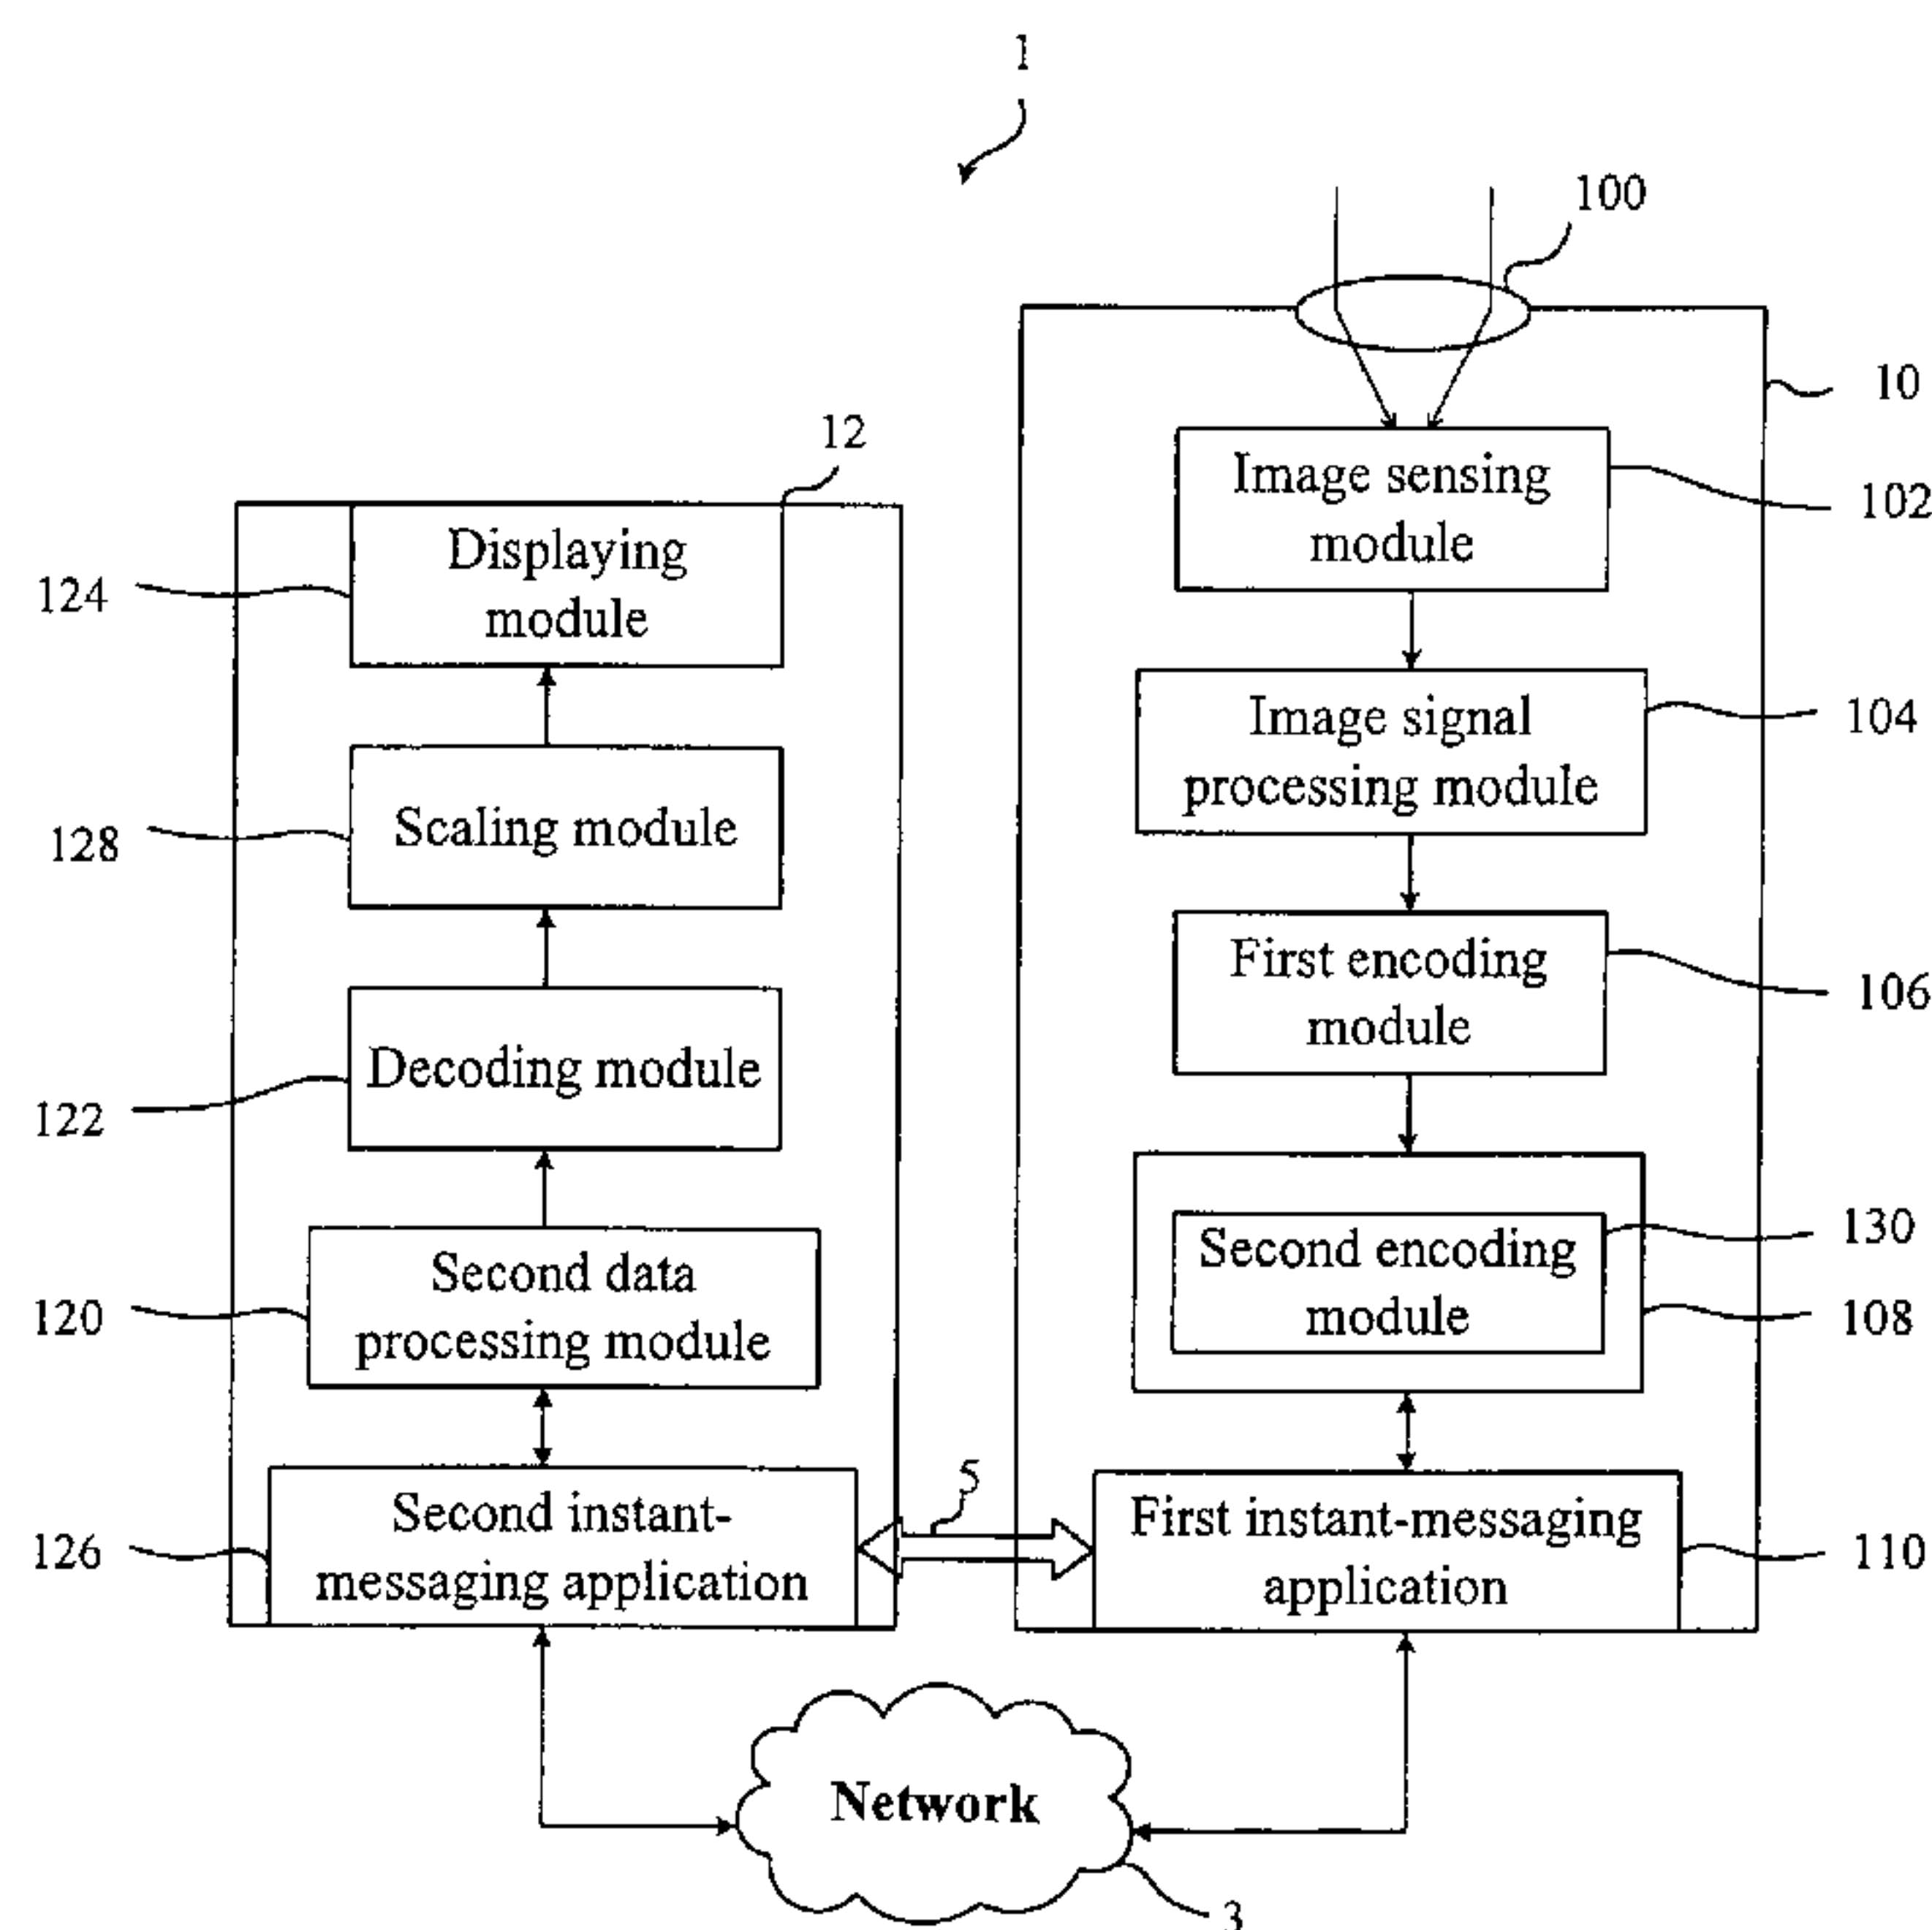 1
100
10
12
Image sensing
module
102
Displaying
module
124
Image signal
processing module
104
Scaling module
128
First encoding
module
106
Decoding module
122
Second encoding
module
130
108
Second data
processing module
120
5
Second instant-
messaging application
126
First instant-messaging
application
110
Network
3